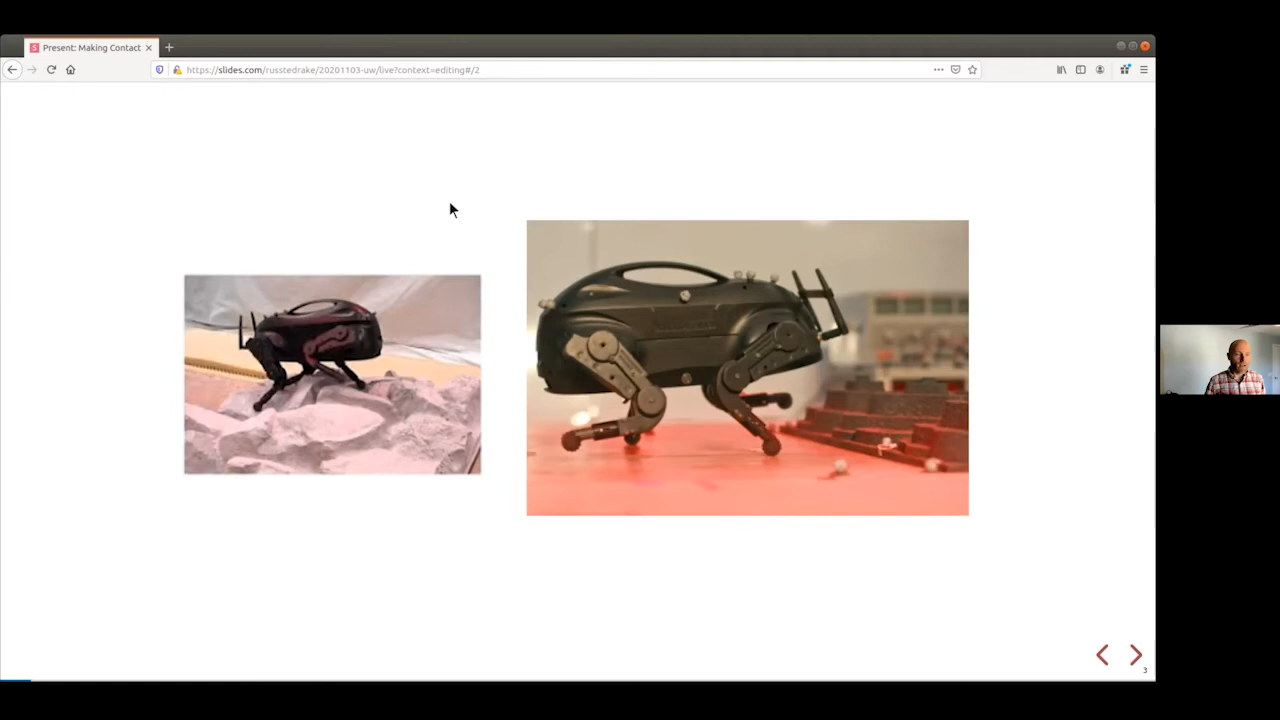 Present: Making Contact
https://slides.com/russtedrake/20201103-uw/live?context=editing#/2
3